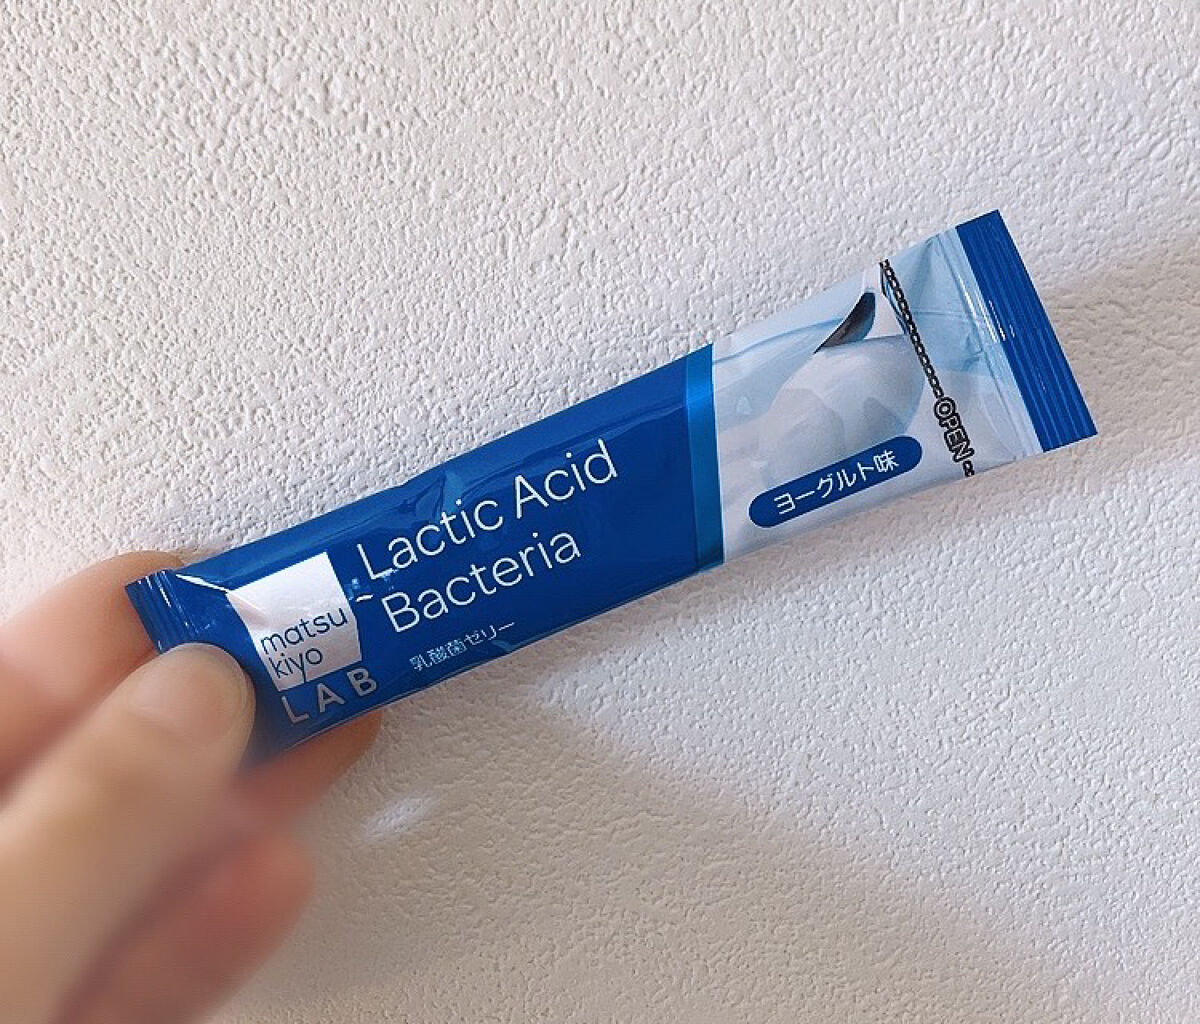 matsu
kiyo
LAB
Lactic Acid
Bacteria
乳酸菌ゼリー
ヨーグルト味
OPEN